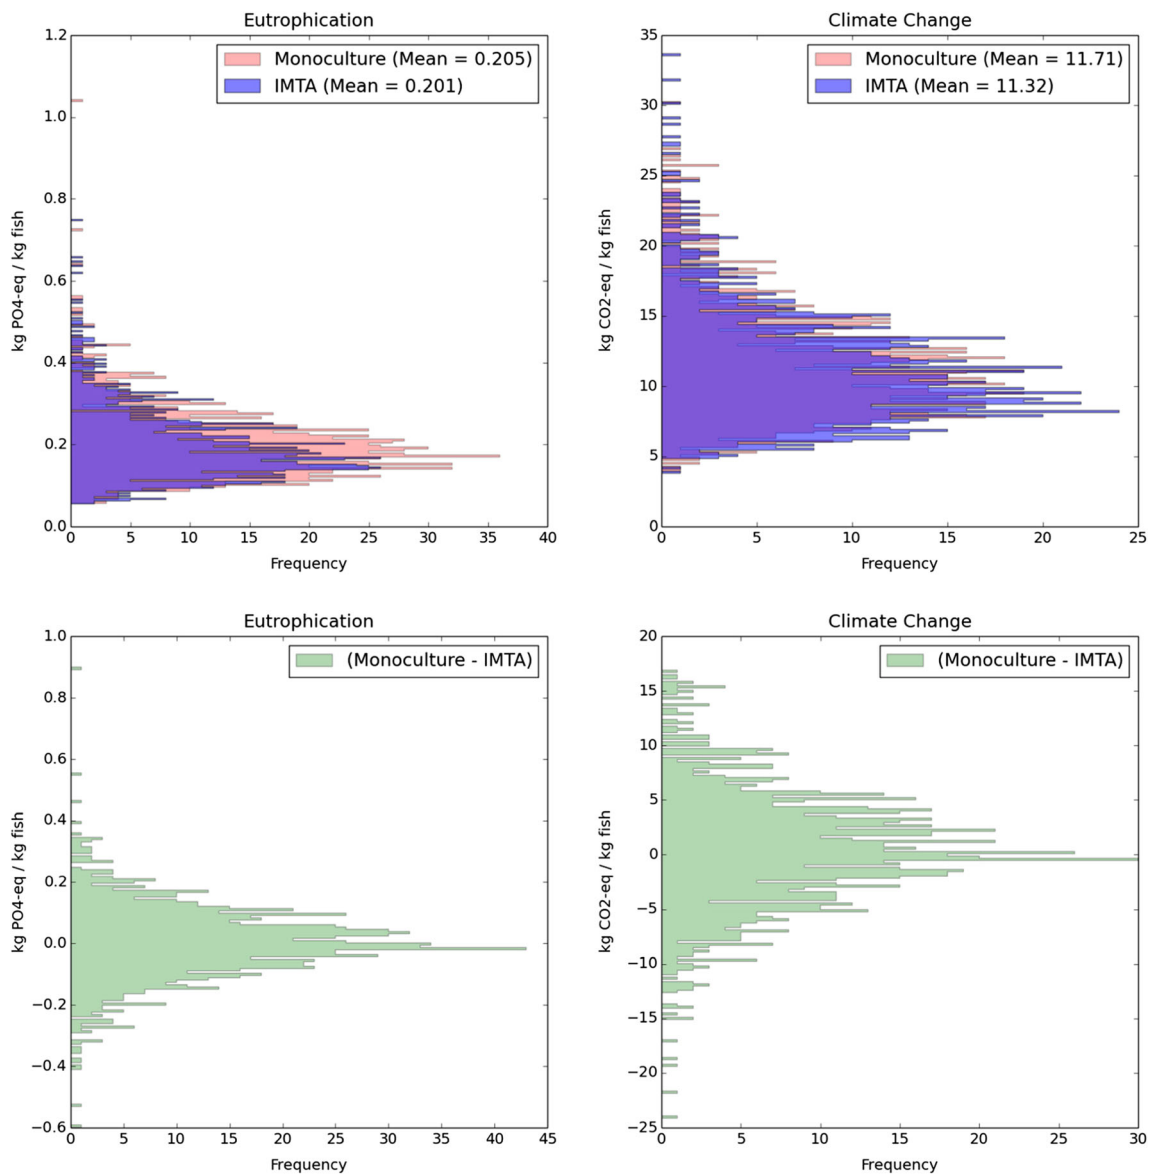 Eutrophication
1.2
1.0
0.8
0.6
0.4
0.2
0.0
kg PO4-eq / kg fish
Monoculture (Mean = 0.205)
IMTA (Mean = 0.201)
0 5 10 15 20 25 30 35 40
Frequency
Climate Change
35
30
25
20
15
10
5
0
kg CO2-eq / kg fish
Monoculture (Mean = 11.71)
IMTA (Mean = 11.32)
0 5 10 15 20 25
Frequency
Eutrophication
1.0
0.8
0.6
0.4
0.2
0.0
−0.2
−0.4
−0.6
kg PO4-eq / kg fish
(Monoculture - IMTA)
0 5 10 15 20 25 30 35 40 45
Frequency
Climate Change
20
15
10
5
0
−5
−10
−15
−20
−25
kg CO2-eq / kg fish
(Monoculture - IMTA)
0 5 10 15 20 25 30
Frequency